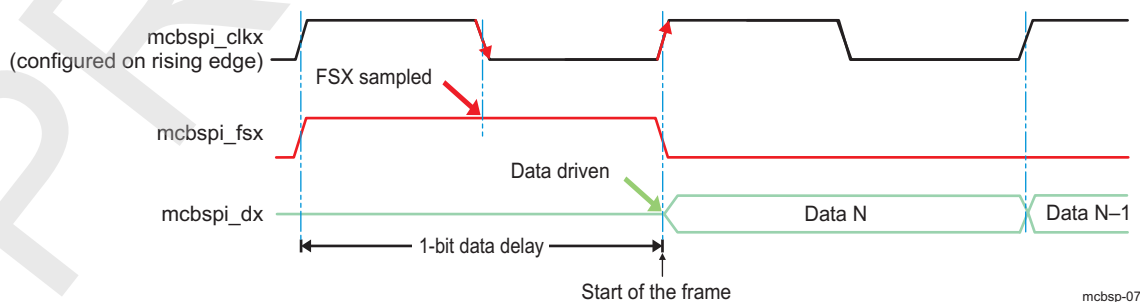 mcbspi_clkx
(configured on rising edge)
FSX sampled
mcbspi_fsx
Data driven
mcbspi_dx
Data N
Data N–1
1-bit data delay
Start of the frame
mcbsp-07